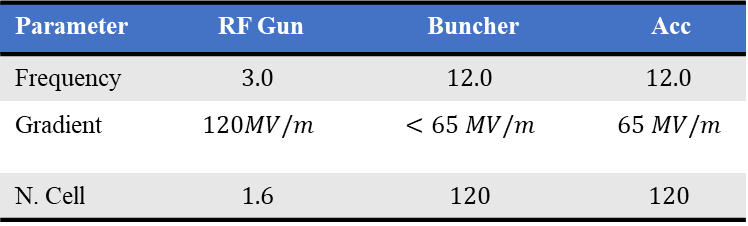 Parameter RF Gun Buncher Acc
Frequency 3.0 12.0 12.0
Gradient 120MV/m < 65 MV/m 65 MV/m
N. Cell 1.6 120 120